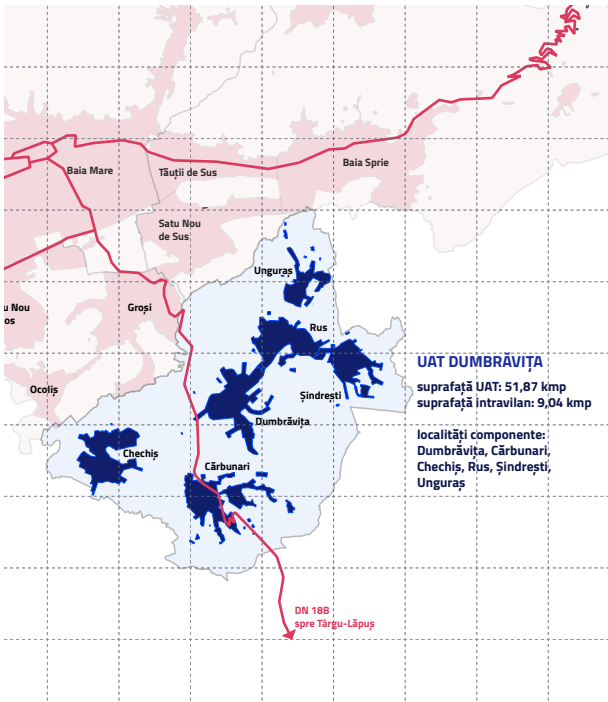 Baia Mare
Tăuții de Sus
Baia Sprie
Satu Nou
de Sus
Unguraș
u Nou
os
Groși
Rus
UAT DUMBRĂVIȚA
suprafață UAT: 51,87 kmp
suprafață intravilan: 9,04 kmp
Ocoliș
Șindrești
Dumbrăvița
localități componente:
Dumbrăvița, Cărbunari,
Chechiș, Rus, Șindrești,
Unguraș
Chechiș
Cărbunari
DN 18B
spre Târgu-Lăpuș